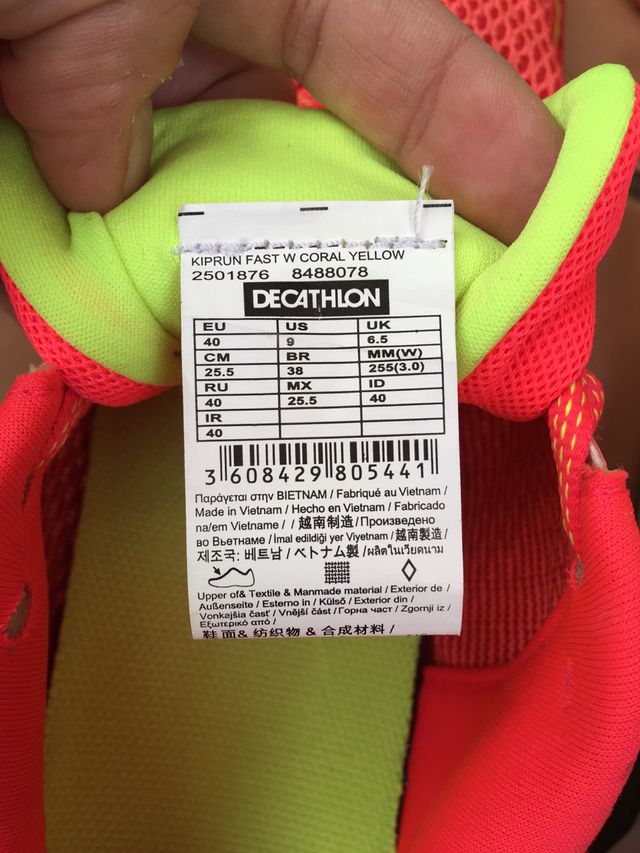 KIPRUN FAST W CORAL YELLOW
2501876 8488078
DECATHLON
EU US UK
40 9 6.5
CM BR MM(W)
25.5 38 255(3.0)
RU MX ID
40 25.5 40
IR
40
3 608429 805441
Παράγεται στην ΒΙΕΤΝΑΜ / Fabriqué au Vietnam /
Made in Vietnam / Hecho en Vietnam / Fabricado
na/em Vietname / / 越南制造 / Произведено
во Вьетнаме / İmal edildiği yer Viyetnam / 越南製造 /
제조국: 베트남 / ベトナム製 / ผลิตในเวียดนาม
Upper of& Textile & Manmade material / Exterior de /
Außenseite / Esterno in / Külső / Exterior din /
Vonkajšia časť / Vnější část / Горна част / Zgornji iz /
Εξωτερικό από /
鞋面& 纺织物 & 合成材料 /